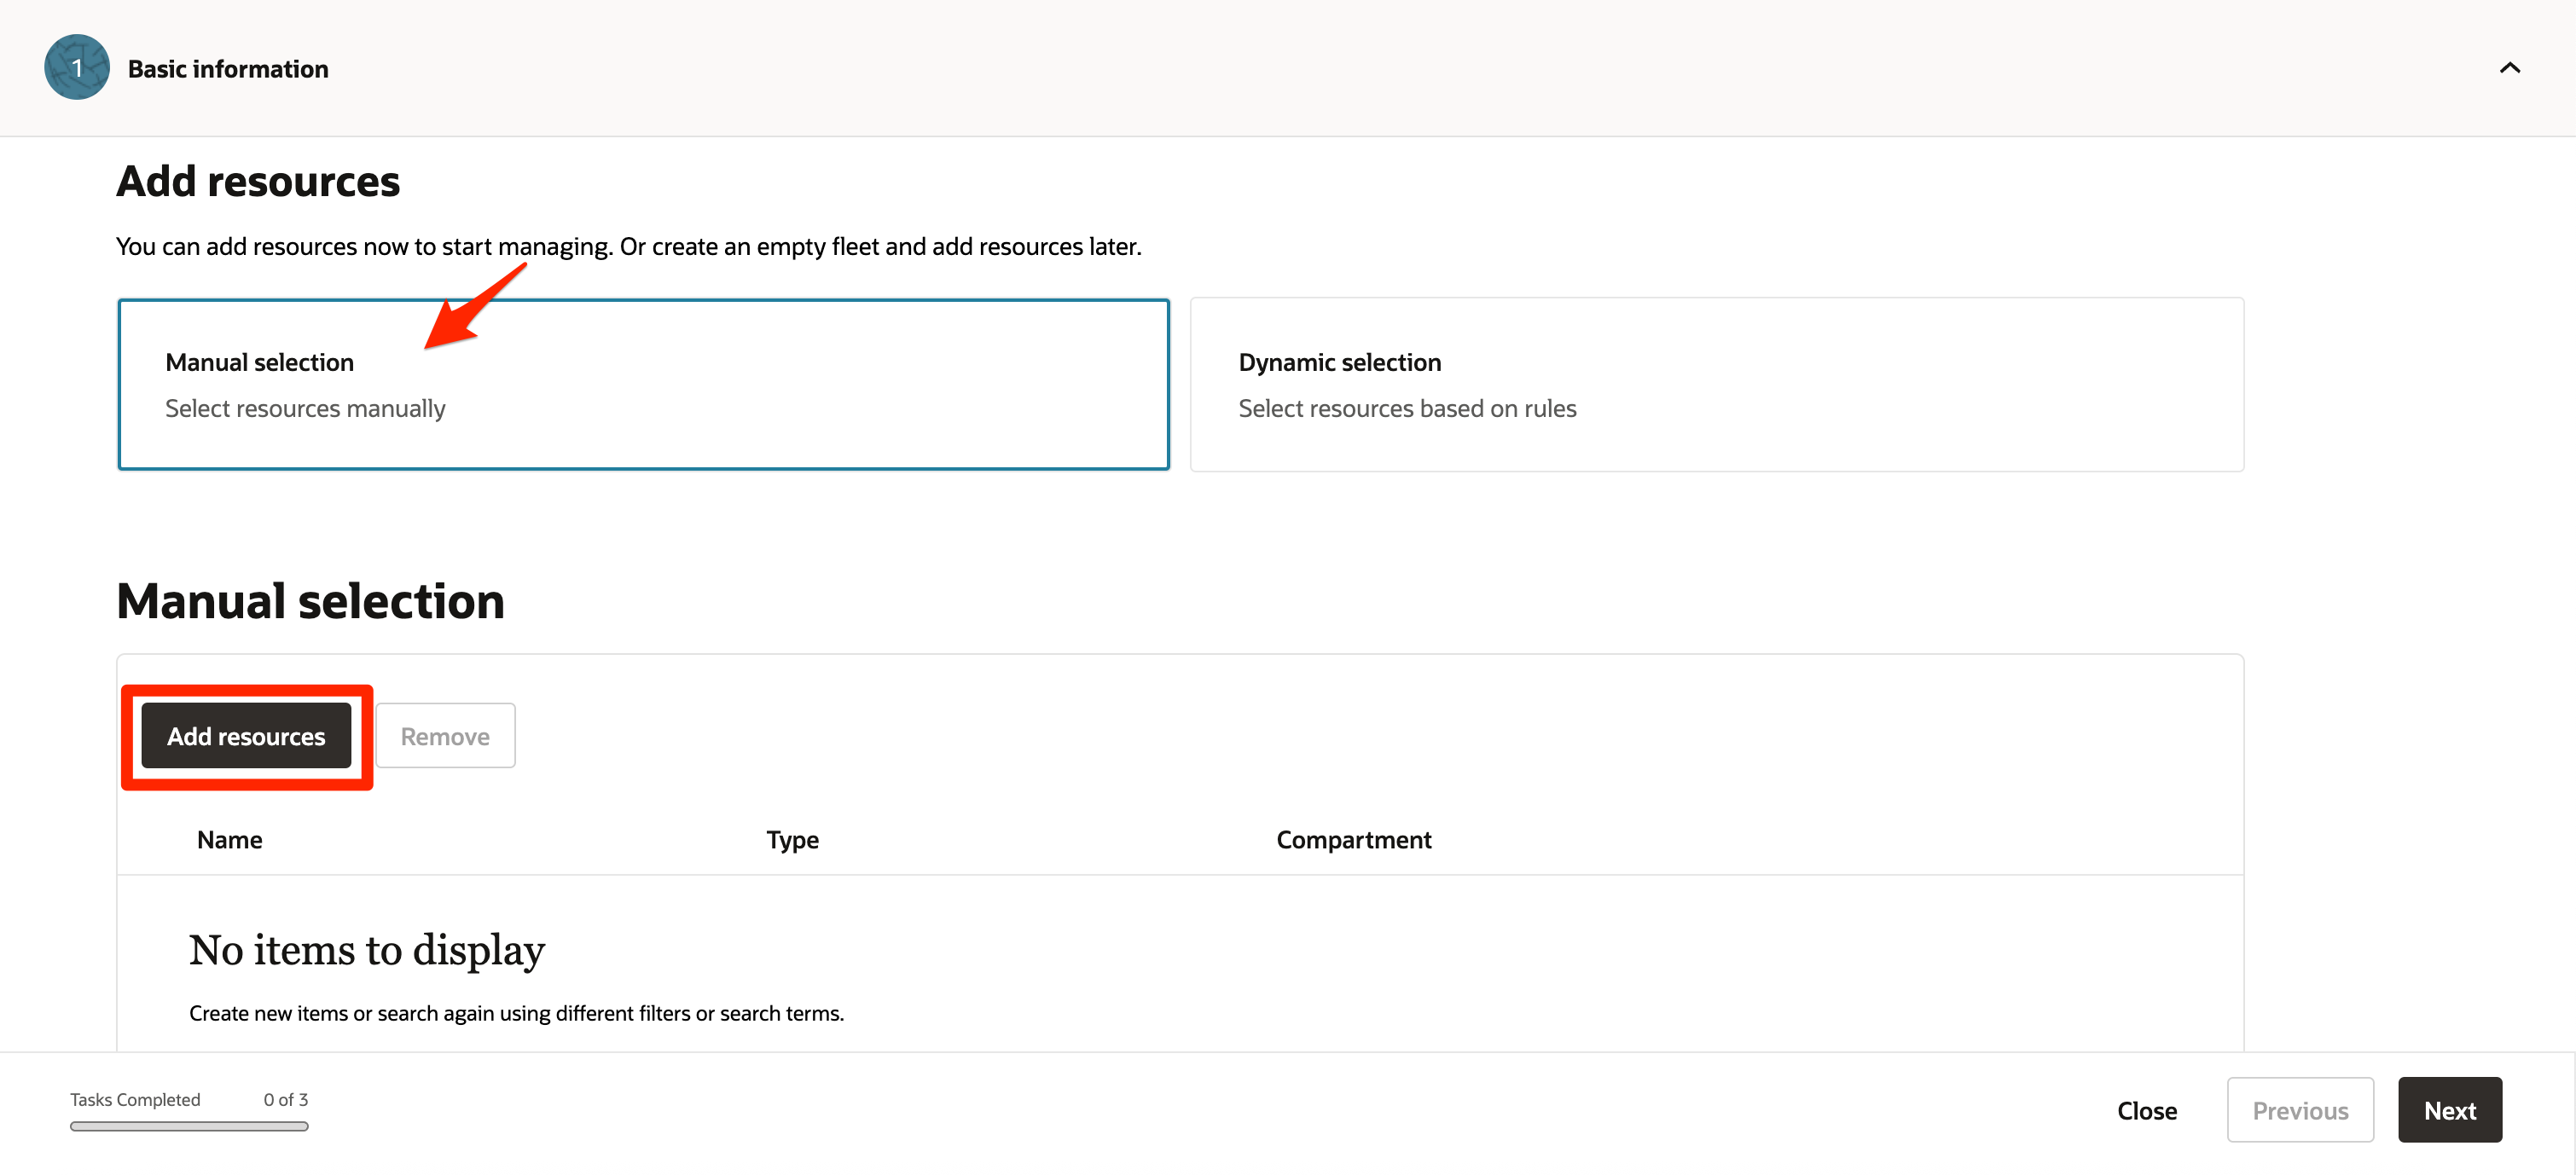 1 Basic information
Add resources
You can add resources now to start managing. Or create an empty fleet and add resources later.
Manual selection
Select resources manually
Dynamic selection
Select resources based on rules
Manual selection
Add resources Remove
Name Type Compartment
No items to display
Create new items or search again using different filters or search terms.
Tasks Completed 0 of 3
Close Previous Next